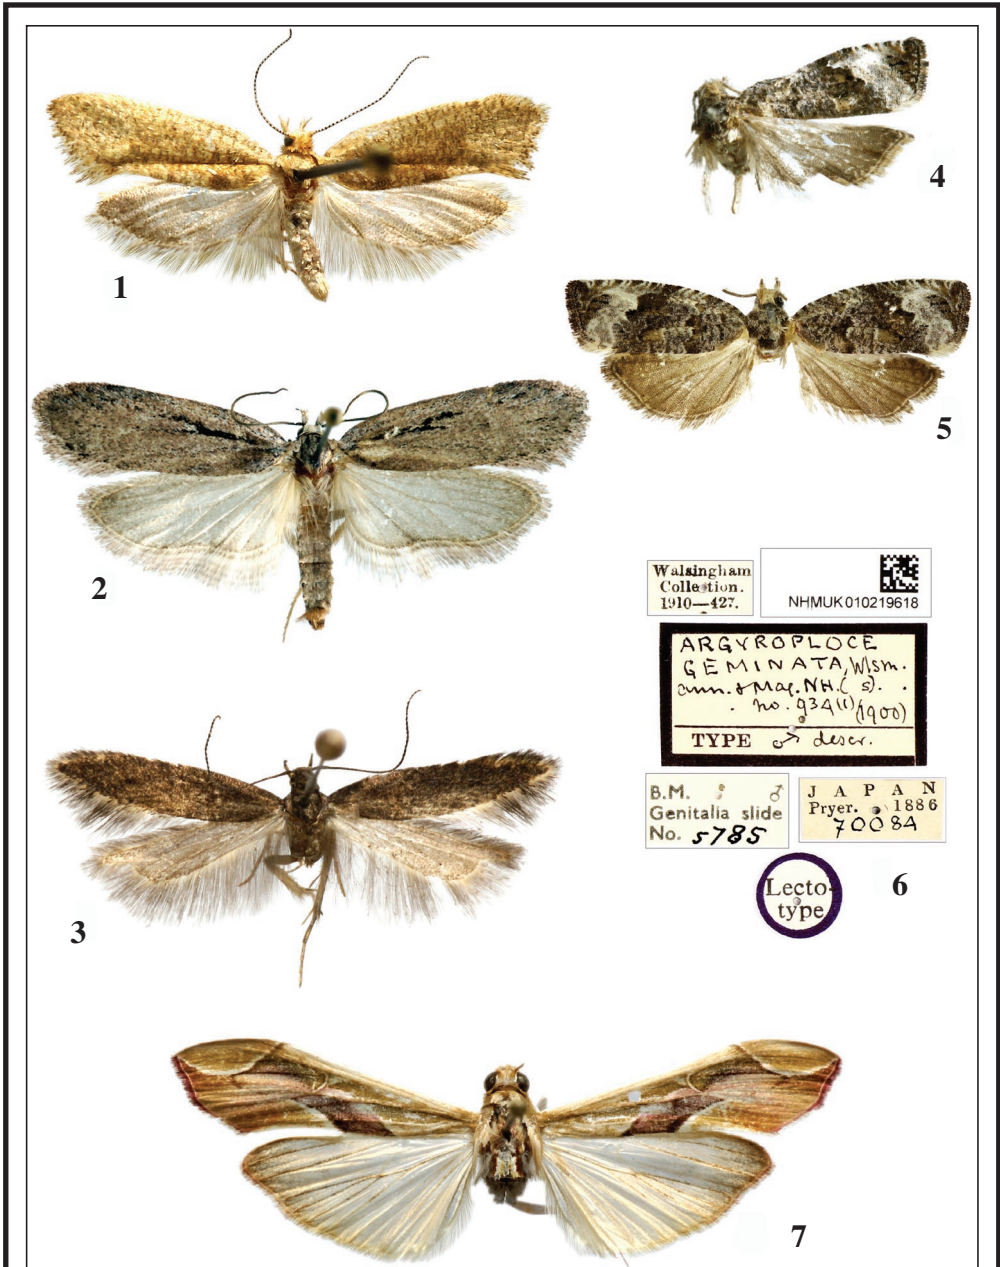 1
4
5
2
Walsingham
Collection.
1910—427.
NHMUK010219618
ARGYROPLOCE
GEMINATA, Wlsm.
ann. & Mag. NH. (s).
no. 934(1) (1900)
TYPE ♂ descr.
B.M. ♂
Genitalia slide
No. 5785
JAPAN
Pryer. 1886
70084
6
Lecto-
type
3
7